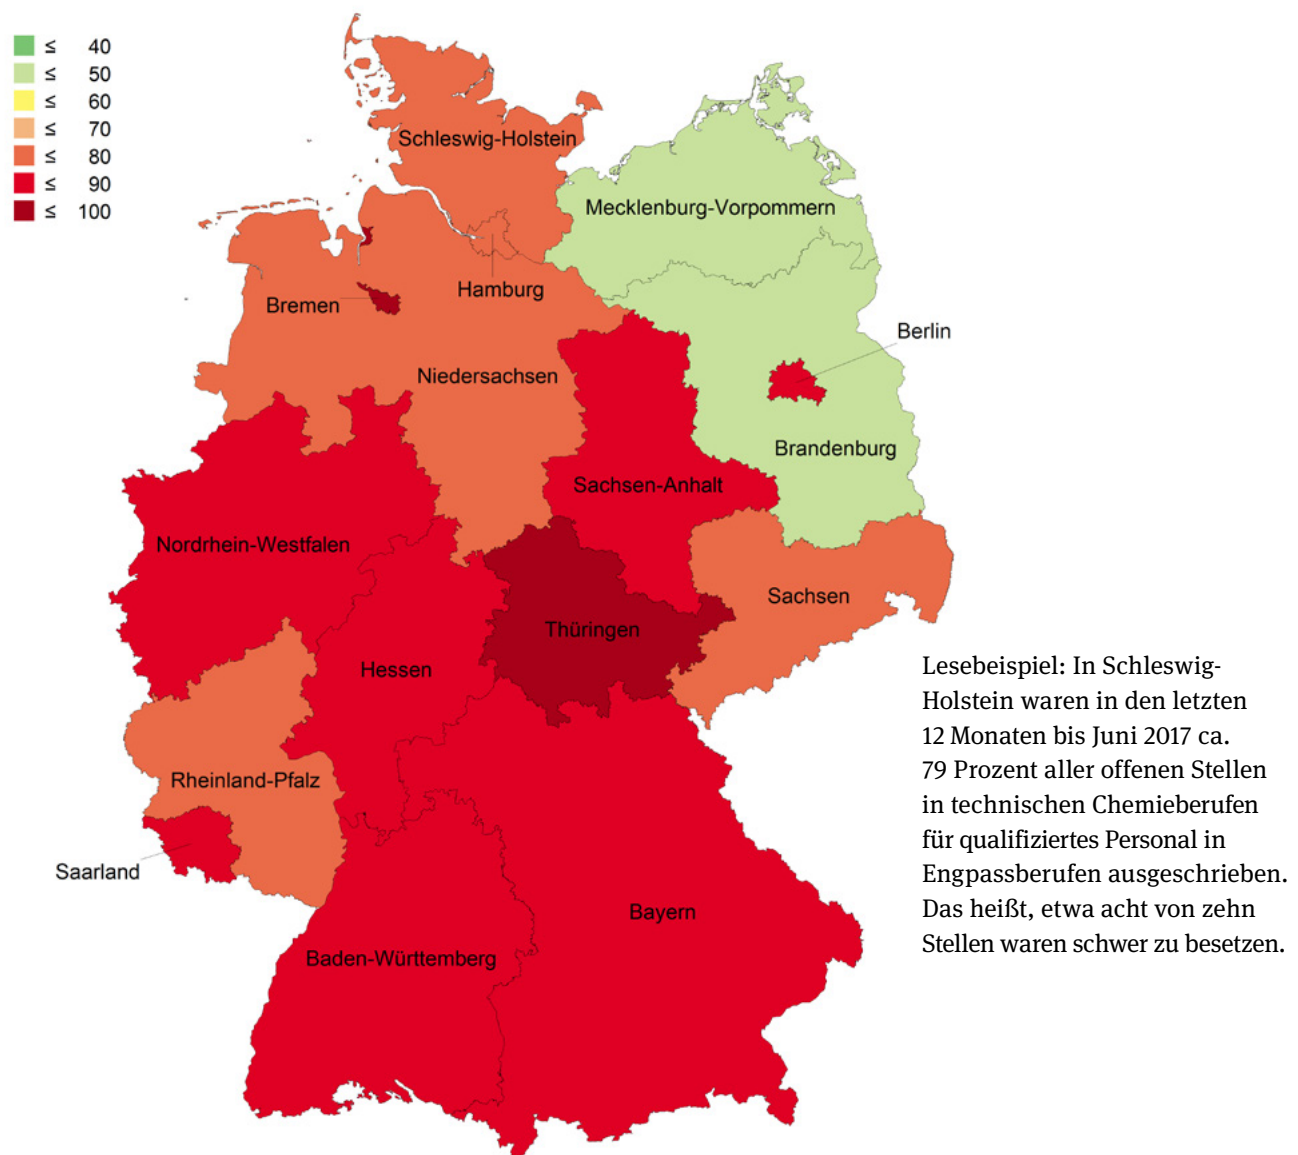 ≤ 40
≤ 50
≤ 60
≤ 70
≤ 80
≤ 90
≤ 100
Schleswig-Holstein
Mecklenburg-Vorpommern
Hamburg
Bremen
Berlin
Niedersachsen
Brandenburg
Sachsen-Anhalt
Nordrhein-Westfalen
Sachsen
Thüringen
Hessen
Rheinland-Pfalz
Saarland
Bayern
Baden-Württemberg
Lesebeispiel: In Schleswig-
Holstein waren in den letzten
12 Monaten bis Juni 2017 ca.
79 Prozent aller offenen Stellen
in technischen Chemieberufen
für qualifiziertes Personal in
Engpassberufen ausgeschrieben.
Das heißt, etwa acht von zehn
Stellen waren schwer zu besetzen.